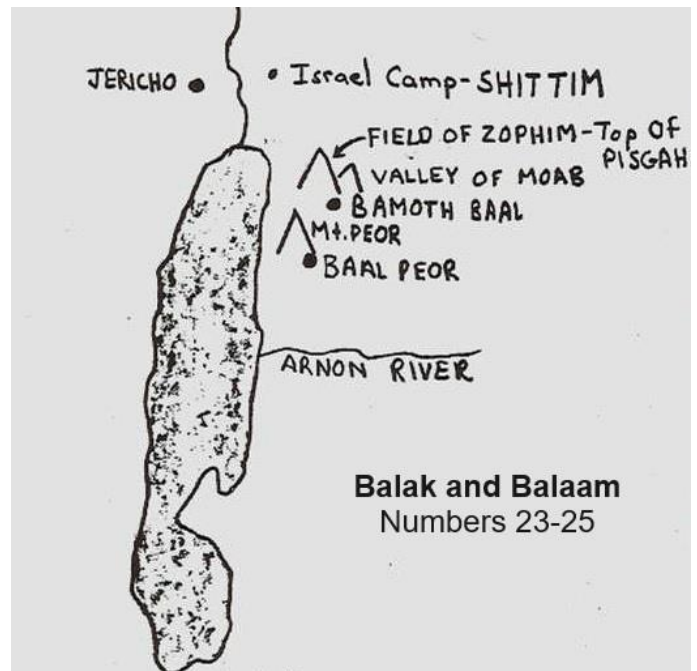 JERICHO
Israel Camp-SHITTIM
FIELD OF ZOPHIM-Top OF
PISGAH
VALLEY OF MOAB
BAMOTH BAAL
Mt. PEOR
BAAL PEOR
ARNON RIVER
Balak and Balaam
Numbers 23-25